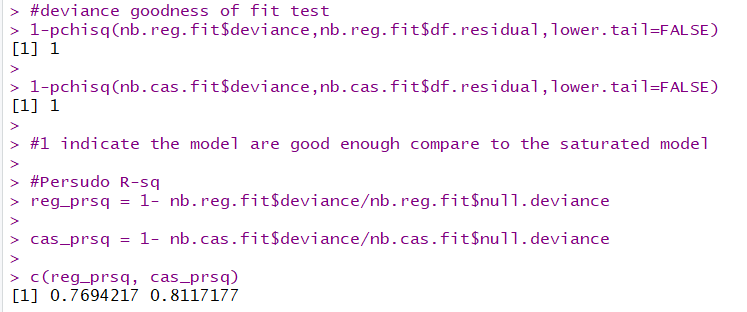 > #deviance goodness of fit test
> 1-pchisq(nb.reg.fit$deviance,nb.reg.fit$df.residual,lower.tail=FALSE)
[1] 1
>
> 1-pchisq(nb.cas.fit$deviance,nb.cas.fit$df.residual,lower.tail=FALSE)
[1] 1
>
> #1 indicate the model are good enough compare to the saturated model
>
> #Persudo R-sq
> reg_prsq = 1- nb.reg.fit$deviance/nb.reg.fit$null.deviance
>
> cas_prsq = 1- nb.cas.fit$deviance/nb.cas.fit$null.deviance
>
> c(reg_prsq, cas_prsq)
[1] 0.7694217 0.8117177